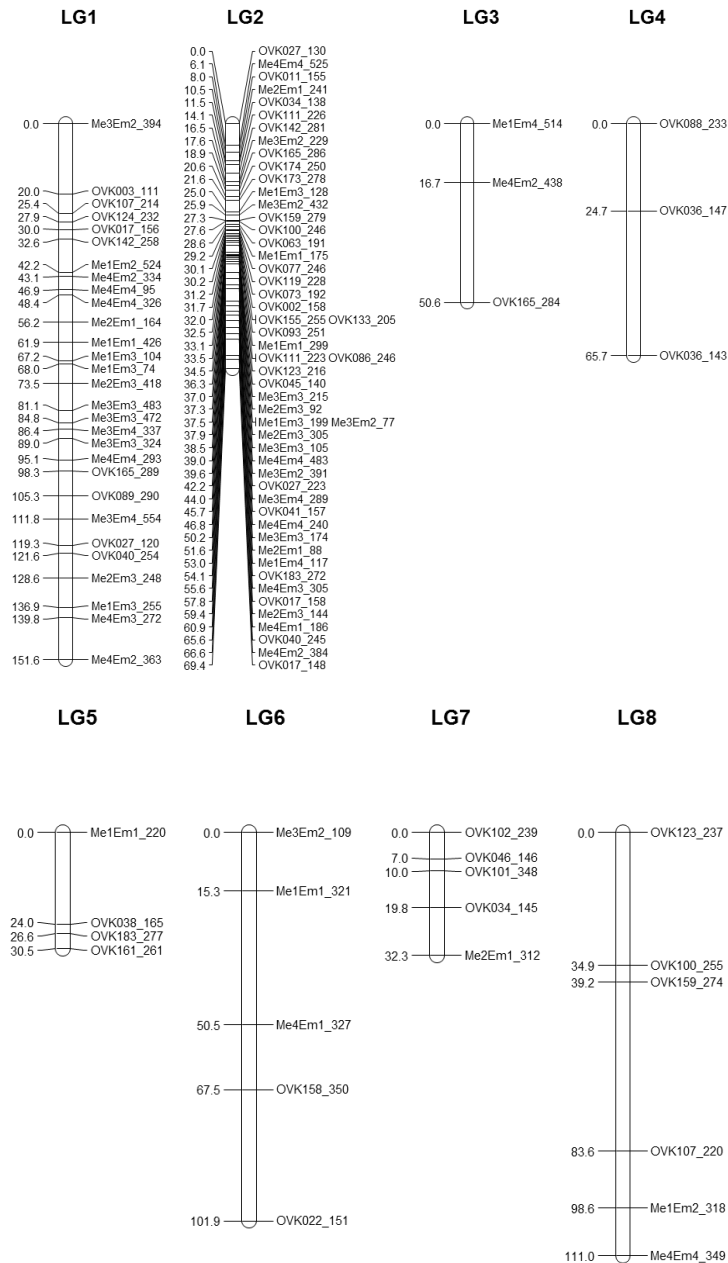 LG1
0.0 Me3Em2_394
20.0 OVK003_111
25.4 OVK107_214
27.9 OVK124_232
30.0 OVK017_156
32.6 OVK142_258
42.2 Me1Em2_524
43.1 Me4Em2_334
46.9 Me4Em4_95
48.4 Me4Em4_326
56.2 Me2Em1_164
61.9 Me1Em1_426
67.2 Me1Em3_104
68.0 Me1Em3_74
73.5 Me2Em3_418
81.1 Me3Em3_483
84.8 Me3Em3_472
86.4 Me3Em4_337
89.0 Me3Em3_324
95.1 Me4Em4_293
98.3 OVK165_289
105.3 OVK089_290
111.8 Me3Em4_554
119.3 OVK027_120
121.6 OVK040_254
128.6 Me2Em3_248
136.9 Me1Em3_255
139.8 Me4Em3_272
151.6 Me4Em2_363
LG2
0.0 OVK027_130
6.1 Me4Em4_525
8.0 OVK011_155
10.5 Me2Em1_241
11.5 OVK034_138
14.1 OVK111_226
16.5 OVK142_281
17.6 Me3Em2_229
18.9 OVK165_286
20.6 OVK174_250
21.6 OVK173_278
25.0 Me1Em3_128
25.9 Me3Em2_432
27.3 OVK159_279
27.6 OVK100_246
28.6 OVK063_191
29.2 Me1Em1_175
30.1 OVK077_246
30.2 OVK119_228
31.2 OVK073_192
31.7 OVK002_158
32.0 OVK155_255 OVK133_205
32.5 OVK093_251
33.1 Me1Em1_299
33.5 OVK111_223 OVK086_246
34.5 OVK123_216
36.3 OVK045_140
37.0 Me3Em3_215
37.3 Me2Em3_92
37.5 Me1Em3_199 Me3Em2_77
37.9 Me2Em3_305
38.5 Me3Em3_105
39.0 Me4Em4_483
39.6 Me3Em2_391
42.2 OVK027_223
44.0 Me3Em4_289
45.7 OVK041_157
46.8 Me4Em4_240
50.2 Me3Em3_174
51.6 Me2Em1_88
53.0 Me1Em4_117
54.1 OVK183_272
55.6 Me4Em3_305
57.8 OVK017_158
59.4 Me2Em3_144
60.9 Me4Em1_186
65.6 OVK040_245
66.6 Me4Em2_384
69.4 OVK017_148
LG3
0.0 Me1Em4_514
16.7 Me4Em2_438
50.6 OVK165_284
LG4
0.0 OVK088_233
24.7 OVK036_147
65.7 OVK036_143
LG5
0.0 Me1Em1_220
24.0 OVK038_165
26.6 OVK183_277
30.5 OVK161_261
LG6
0.0 Me3Em2_109
15.3 Me1Em1_321
50.5 Me4Em1_327
67.5 OVK158_350
101.9 OVK022_151
LG7
0.0 OVK102_239
7.0 OVK046_146
10.0 OVK101_348
19.8 OVK034_145
32.3 Me2Em1_312
LG8
0.0 OVK123_237
34.9 OVK100_255
39.2 OVK159_274
83.6 OVK107_220
98.6 Me1Em2_318
111.0 Me4Em4_349